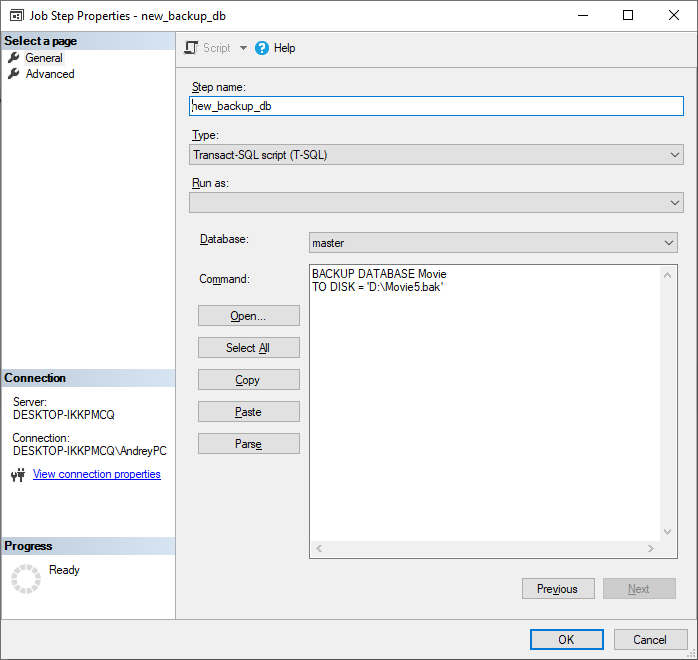 Job Step Properties - new_backup_db
Select a page
General
Advanced
Script
Help
Step name:
new_backup_db
Type:
Transact-SQL script (T-SQL)
Run as:
Database:
master
Command:
BACKUP DATABASE Movie
TO DISK = 'D:\Movie5.bak'
Open...
Select All
Copy
Paste
Parse
Connection
Server:
DESKTOP-IKKPMCQ
Connection:
DESKTOP-IKKPMCQ\AndreyPC
View connection properties
Progress
Ready
Previous
Next
OK
Cancel